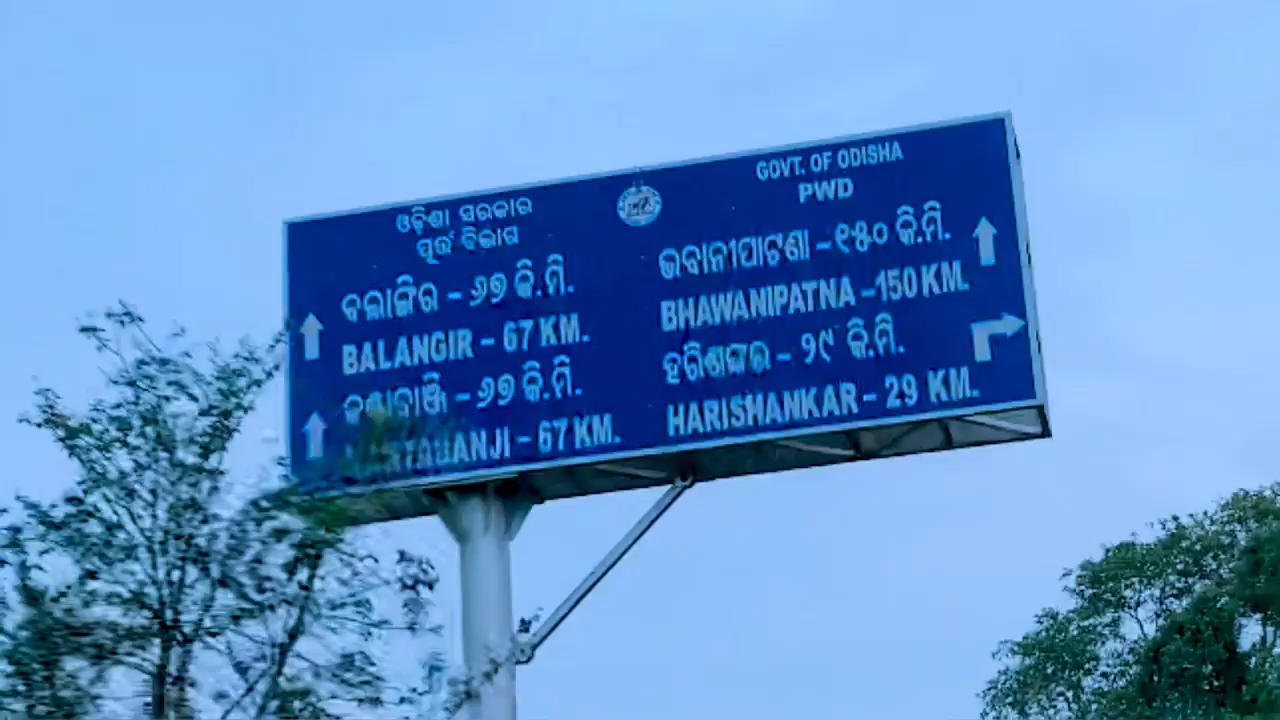 ଓଡ଼ିଶା ସରକାର
ପୂର୍ତ୍ତ ବିଭାଗ
ବଲାଙ୍ଗିର – ୬୭ କି.ମି.
BALANGIR – 67 KM.
– ୬୭ କି.ମି.
– 67 KM.
GOVT. OF ODISHA
PWD
ଭବାନୀପାଟଣା – ୧୫୦ କି.ମି.
BHAWANIPATNA – 150 KM.
ହରିଶଙ୍କର – ୨୯ କି.ମି.
HARISHANKAR – 29 KM.